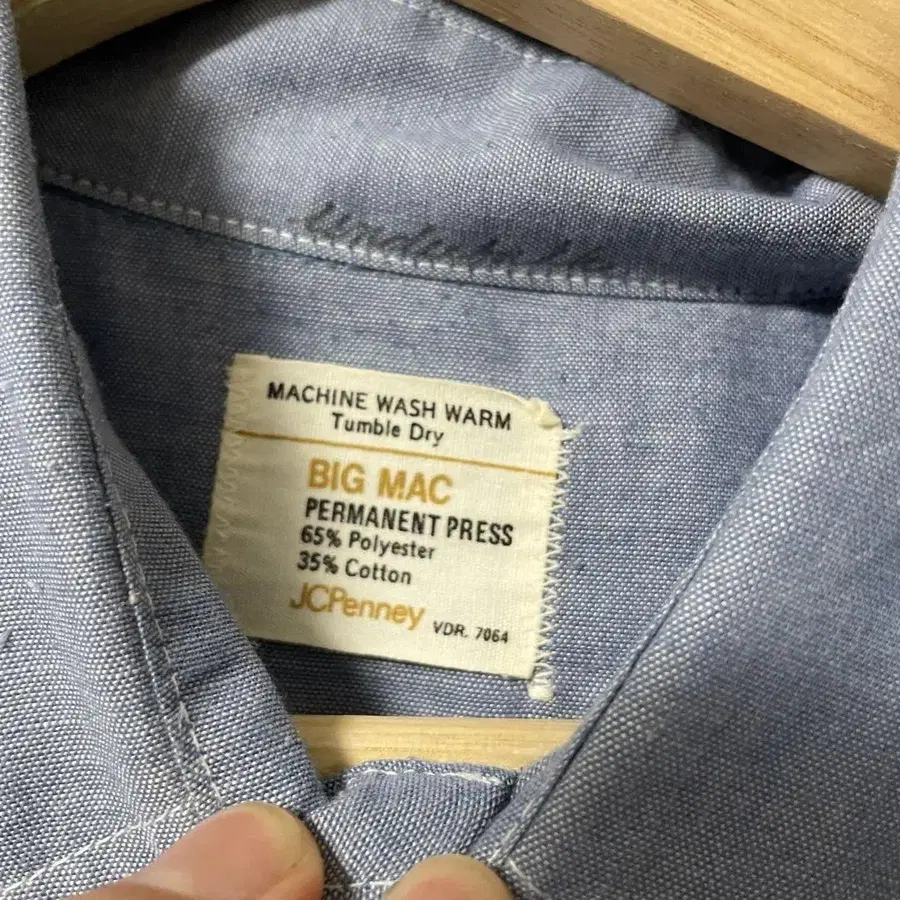 MACHINE WASH WARM
Tumble Dry
BIG MAC
PERMANENT PRESS
65% Polyester
35% Cotton
JCPenney
VDR. 7064